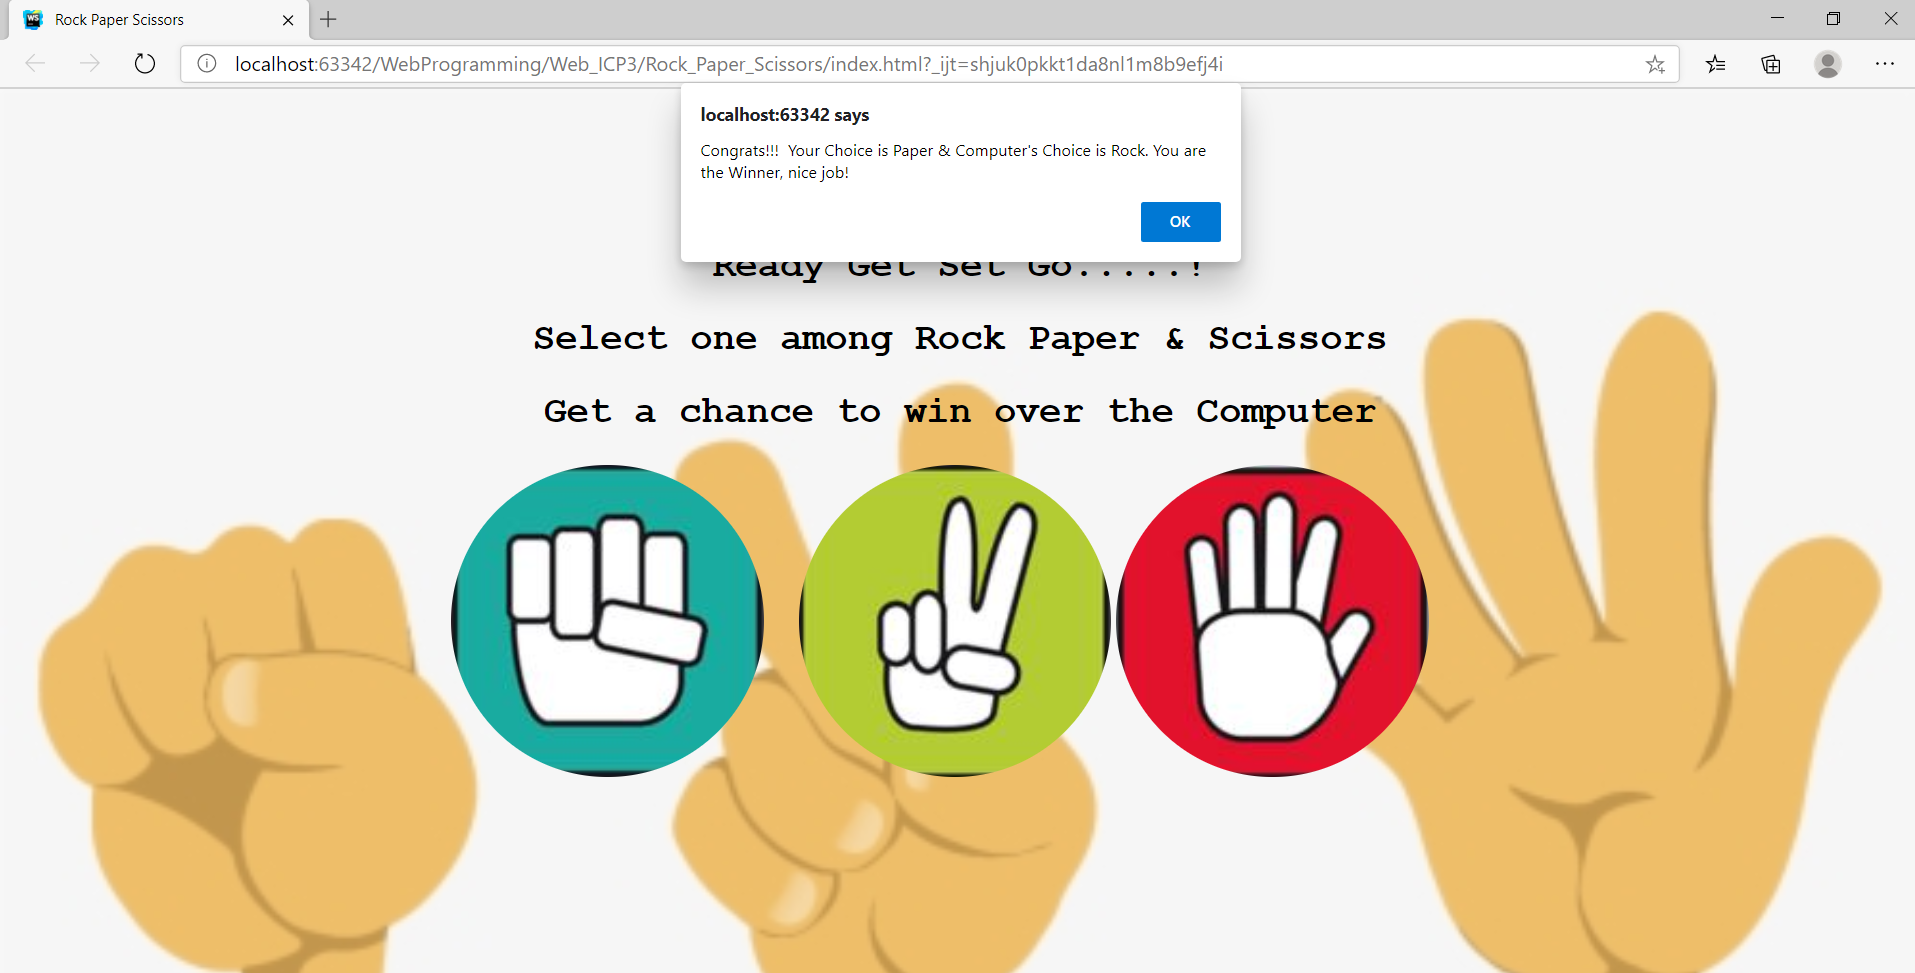 WS
Rock Paper Scissors
localhost:63342/WebProgramming/Web_ICP3/Rock_Paper_Scissors/index.html?_ijt=shjuk0pkkt1da8nl1m8b9efj4i
localhost:63342 says
Congrats!!!  Your Choice is Paper & Computer's Choice is Rock. You are
the Winner, nice job!
OK
Ready Get Set Go.....!
Select one among Rock Paper & Scissors
Get a chance to win over the Computer